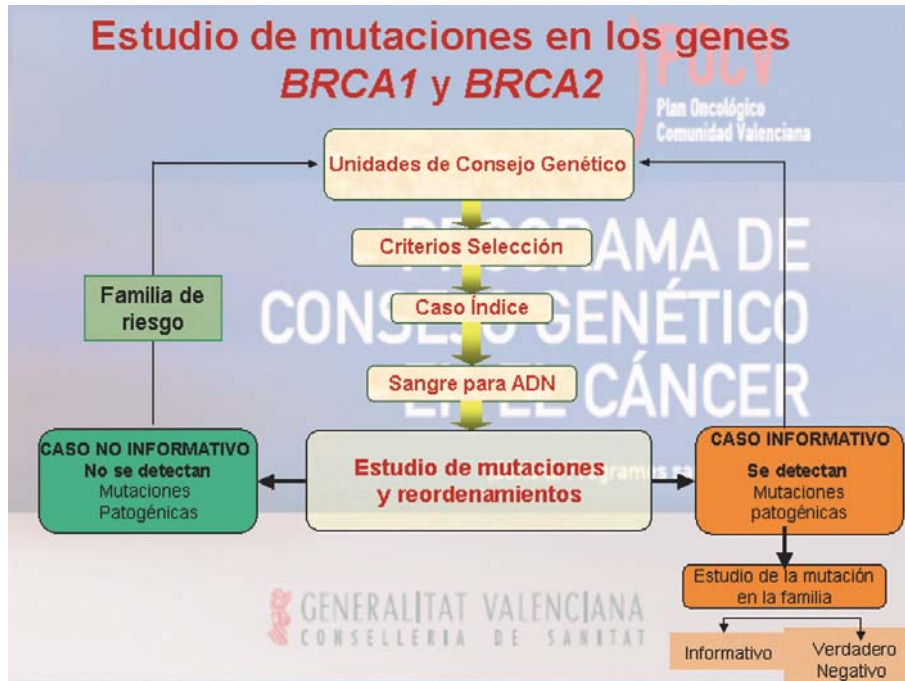 Estudio de mutaciones en los genes
BRCA1 y BRCA2
POCV
Plan Oncológico
Comunidad Valenciana
Unidades de Consejo Genético
PROGRAMA DE
CONSEJO GENÉTICO
EN EL CÁNCER
Criterios Selección
Familia de
riesgo
Caso Índice
Sangre para ADN
CASO NO INFORMATIVO
No se detectan
Mutaciones
Patogénicas
Estudio de mutaciones
y reordenamientos
CASO INFORMATIVO
Se detectan
Mutaciones
patogénicas
Estudio de la mutación
en la familia
Informativo
Verdadero
Negativo
GENERALITAT VALENCIANA
CONSELLERIA DE SANITAT